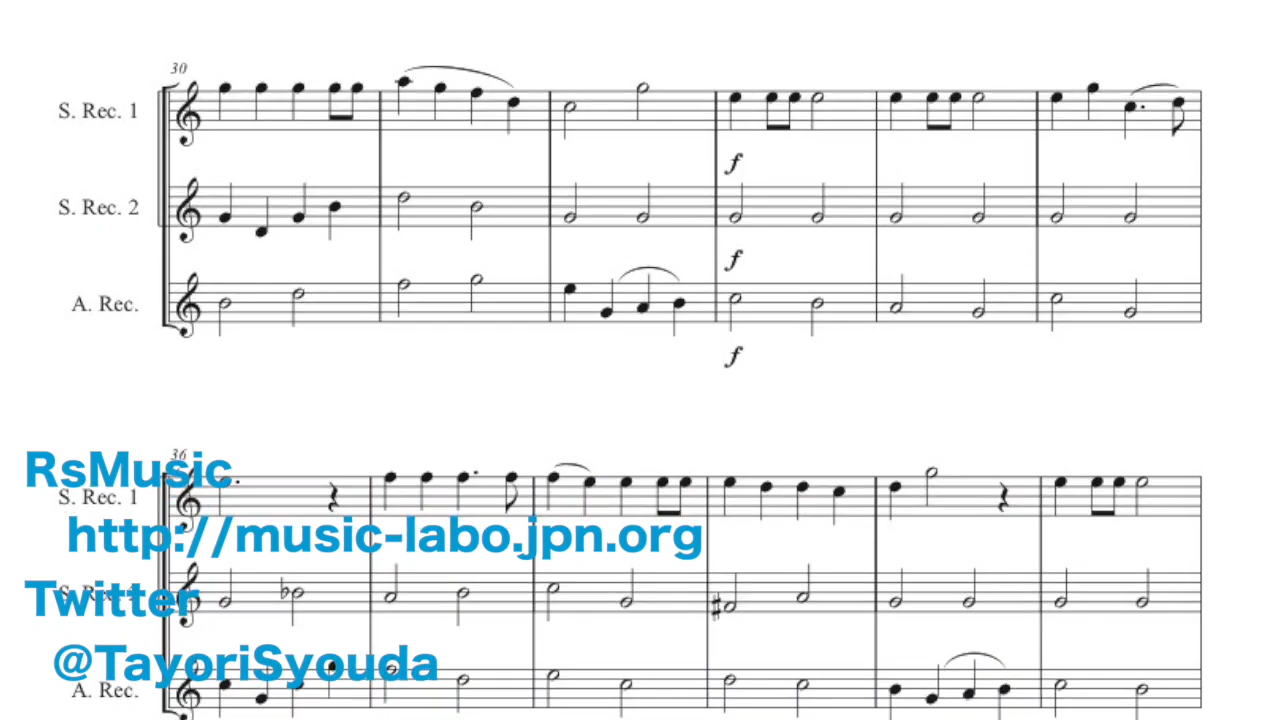 30
S. Rec. 1
f
S. Rec. 2
f
A. Rec.
f
36
RsMusic
S. Rec. 1
http://music-labo.jpn.org
Twitter
@TayoriSyouda
A. Rec.